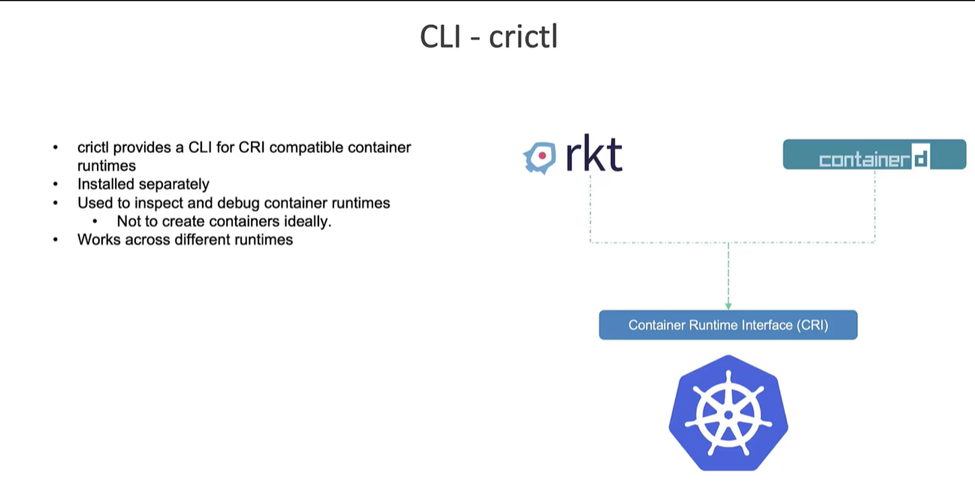 CLI - crictl
• crictl provides a CLI for CRI compatible container
runtimes
• Installed separately
• Used to inspect and debug container runtimes
• Not to create containers ideally.
• Works across different runtimes
rkt
containerd
Container Runtime Interface (CRI)